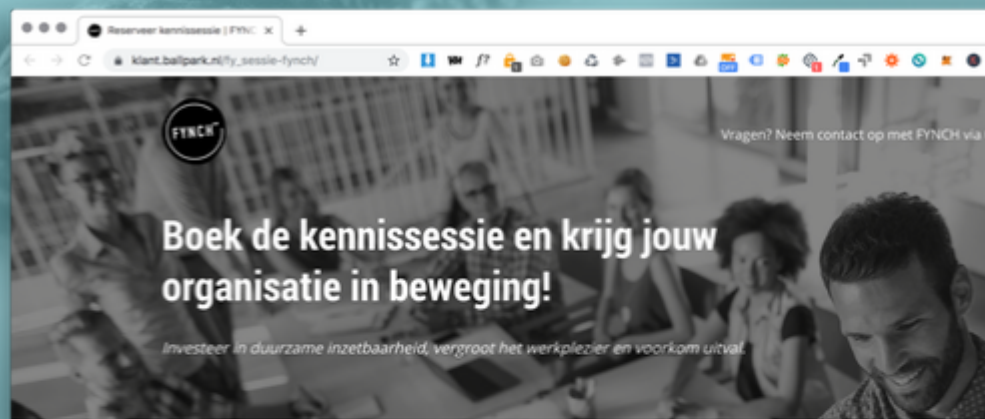 Reserveer kennissessie | FYNC
klant.ballpark.nl/fy_sessie-fynch/
OFF
FYNCH
Vragen? Neem contact op met FYNCH via
Boek de kennissessie en krijg jouw
organisatie in beweging!
Investeer in duurzame inzetbaarheid, vergroot het werkplezier en voorkom uitval.